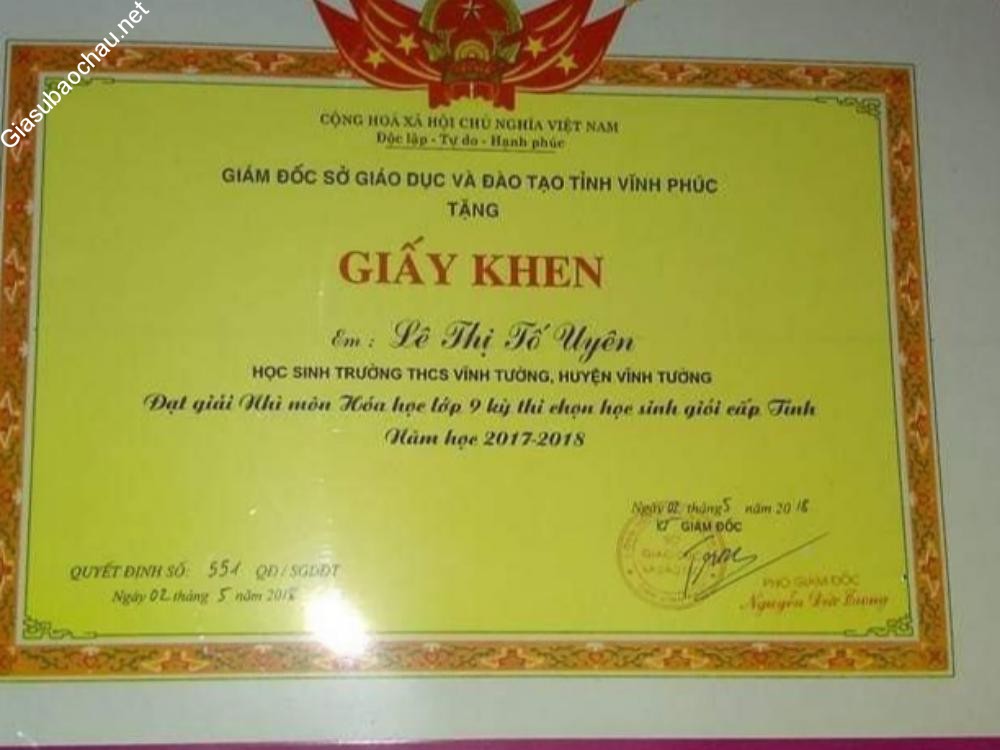 Giasubaochau.net
CỘNG HOÀ XÃ HỘI CHỦ NGHĨA VIỆT NAM
Độc lập - Tự do - Hạnh phúc
GIÁM ĐỐC SỞ GIÁO DỤC VÀ ĐÀO TẠO TỈNH VĨNH PHÚC
TẶNG
GIẤY KHEN
Em : Lê Thị Tố Uyên
HỌC SINH TRƯỜNG THCS VĨNH TƯỜNG, HUYỆN VĨNH TƯỜNG
Đạt giải Nhì môn Hóa học lớp 9 kỳ thi chọn học sinh giỏi cấp Tỉnh
Năm học 2017-2018
Ngày 02 tháng 5 năm 2018
KT GIÁM ĐỐC
PHÓ GIÁM ĐỐC
Nguyễn Đức Lương
QUYẾT ĐỊNH SỐ: 551 QĐ/SGDĐT
Ngày 02 tháng 5 năm 2018